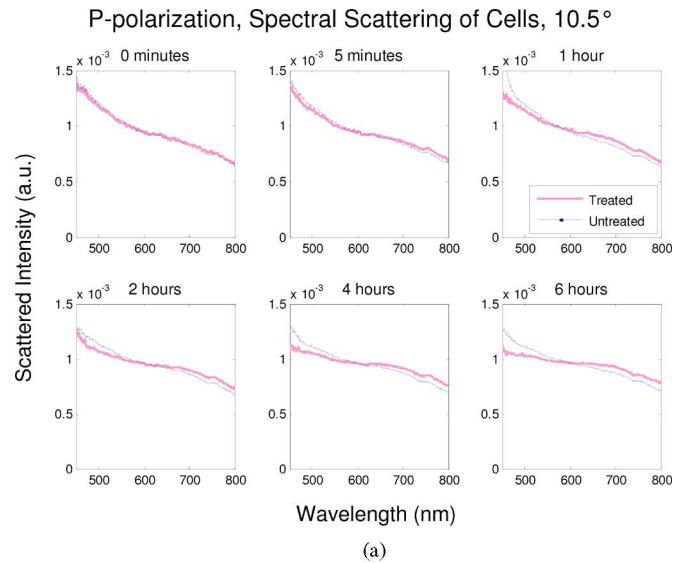 P-polarization, Spectral Scattering of Cells, 10.5°
x 10⁻³ 0 minutes
x 10⁻³ 5 minutes
x 10⁻³ 1 hour
1.5 1.5 1.5
1 1 1
0.5 0.5 0.5
Treated
Untreated
0 0 0
500 600 700 800 500 600 700 800 500 600 700 800
Scattered Intensity (a.u.)
x 10⁻³ 2 hours
x 10⁻³ 4 hours
x 10⁻³ 6 hours
1.5 1.5 1.5
1 1 1
0.5 0.5 0.5
0 0 0
500 600 700 800 500 600 700 800 500 600 700 800
Wavelength (nm)
(a)